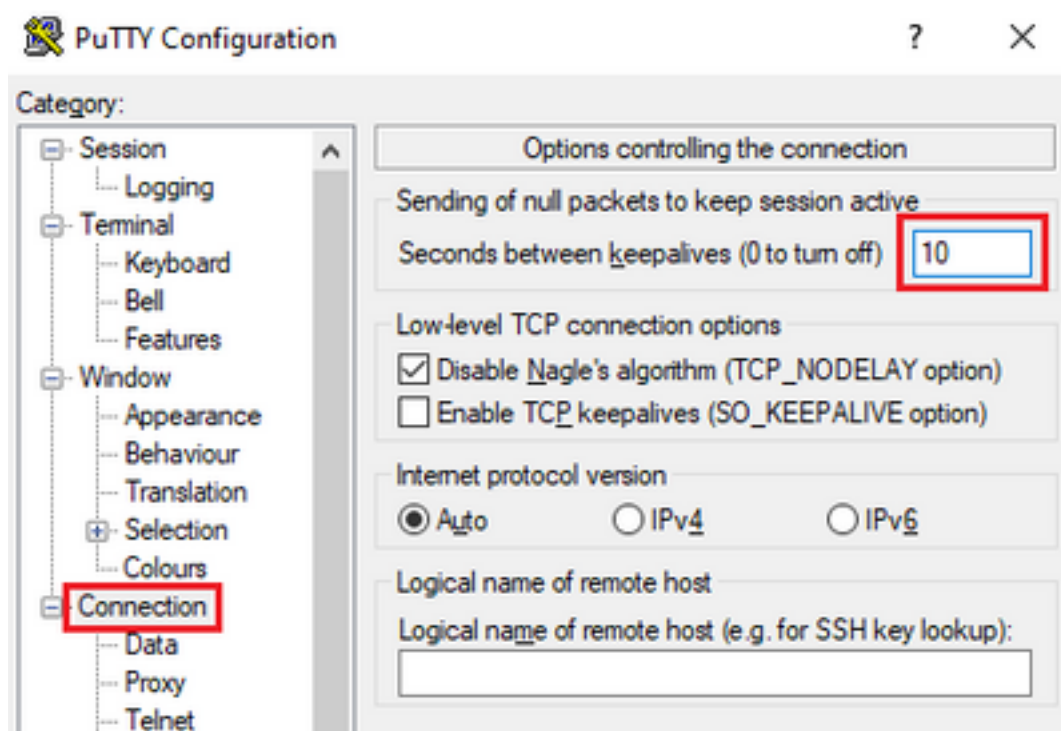 PuTTY Configuration
Category:
Session
Logging
Terminal
Keyboard
Bell
Features
Window
Appearance
Behaviour
Translation
Selection
Colours
Connection
Data
Proxy
Telnet
Options controlling the connection
Sending of null packets to keep session active
Seconds between keepalives (0 to turn off) 10
Low-level TCP connection options
Disable Nagle's algorithm (TCP_NODELAY option)
Enable TCP keepalives (SO_KEEPALIVE option)
Internet protocol version
Auto IPv4 IPv6
Logical name of remote host
Logical name of remote host (e.g. for SSH key lookup):